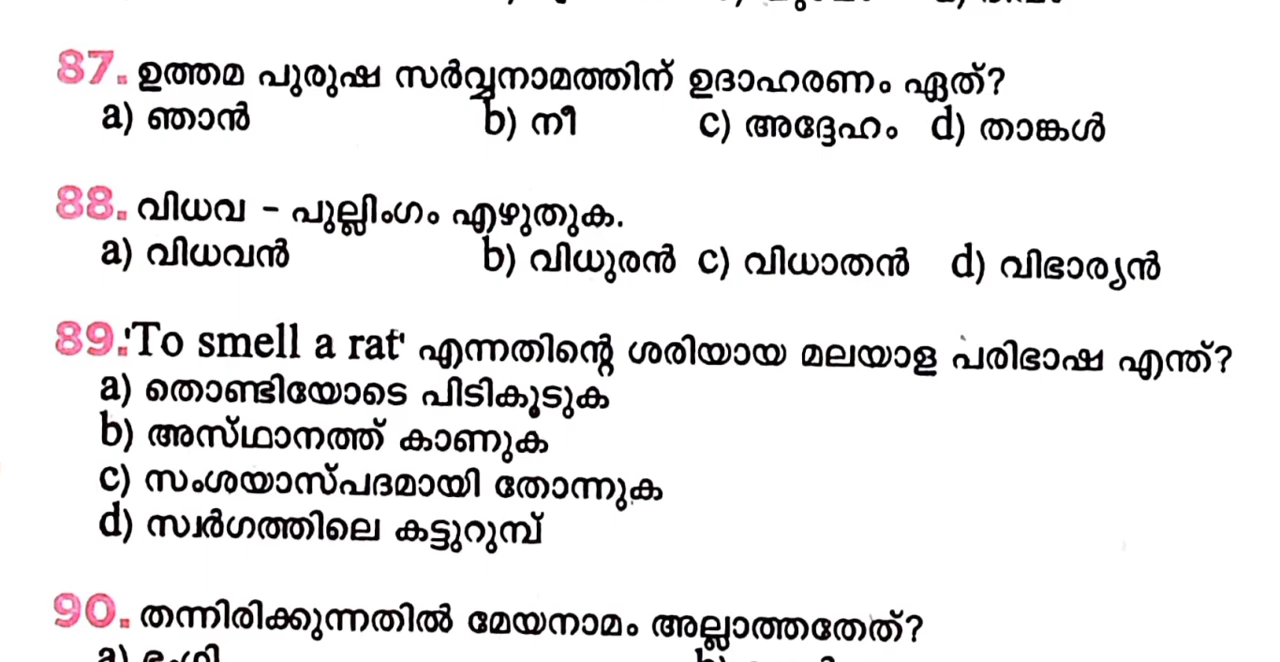 87. ഉത്തമ പുരുഷ സർവ്വനാമത്തിന് ഉദാഹരണം ഏത്?
a) ഞാൻ b) നീ c) അദ്ദേഹം d) താങ്കൾ
88. വിധവ - പുല്ലിംഗം എഴുതുക.
a) വിധവൻ b) വിധുരൻ c) വിധാതൻ d) വിഭാര്യൻ
89. 'To smell a rat' എന്നതിന്റെ ശരിയായ മലയാള പരിഭാഷ എന്ത്?
a) തൊണ്ടിയോടെ പിടികൂടുക
b) അസ്ഥാനത്ത് കാണുക
c) സംശയാസ്പദമായി തോന്നുക
d) സ്വർഗത്തിലെ കട്ടുറുമ്പ്
90. തന്നിരിക്കുന്നതിൽ മേയനാമം അല്ലാത്തതേത്?